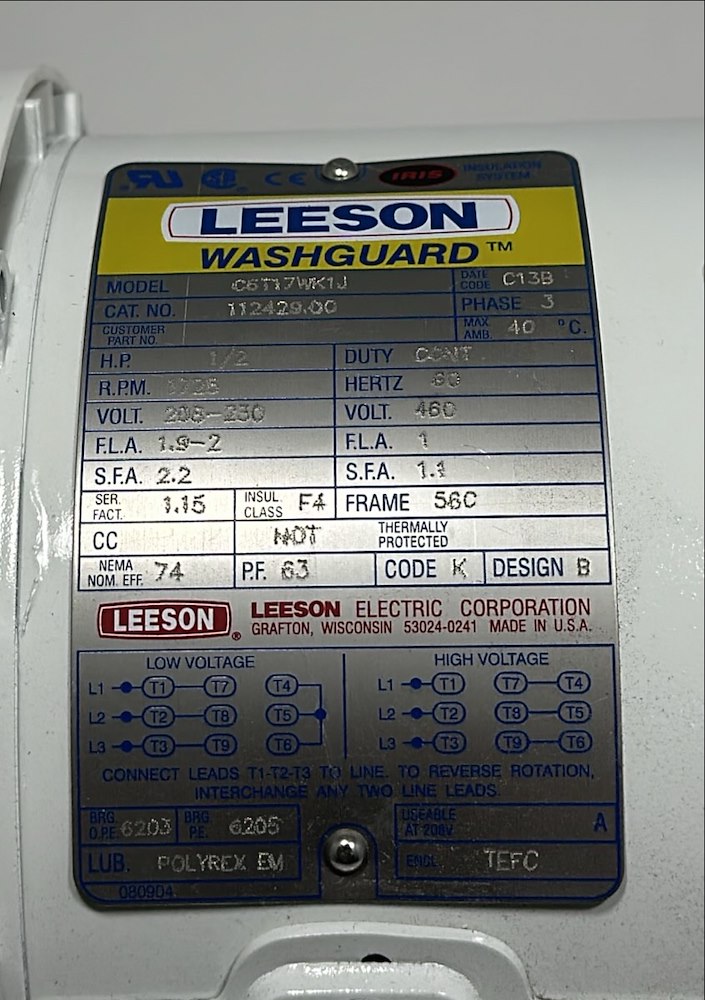 RU SA CE IRIS INSULATION SYSTEM
LEESON
WASHGUARD™
MODEL C6T17WK1J DATE CODE C13B
CAT. NO. 112429.00 PHASE 3
CUSTOMER PART NO. MAX. AMB. 40 °C.
H.P. 1/2 DUTY CONT
R.P.M. 1725 HERTZ 60
VOLT. 208-230 VOLT. 460
F.L.A. 1.9-2 F.L.A. 1
S.F.A. 2.2 S.F.A. 1.1
SER. FACT. 1.15 INSUL. CLASS F4 FRAME 56C
CC NOT THERMALLY PROTECTED
NEMA NOM. EFF. 74 P.F. 63 CODE K DESIGN B
LEESON® LEESON ELECTRIC CORPORATION
GRAFTON, WISCONSIN 53024-0241 MADE IN U.S.A.
LOW VOLTAGE HIGH VOLTAGE
L1 T1 T7 T4 L1 T1 T7 T4
L2 T2 T8 T5 L2 T2 T8 T5
L3 T3 T9 T6 L3 T3 T9 T6
CONNECT LEADS T1-T2-T3 TO LINE. TO REVERSE ROTATION,
INTERCHANGE ANY TWO LINE LEADS.
BRG. O.P.E. 6203 BRG. P.E. 6205 USEABLE AT 208V A
LUB. POLYREX EM ENCL. TEFC
080904